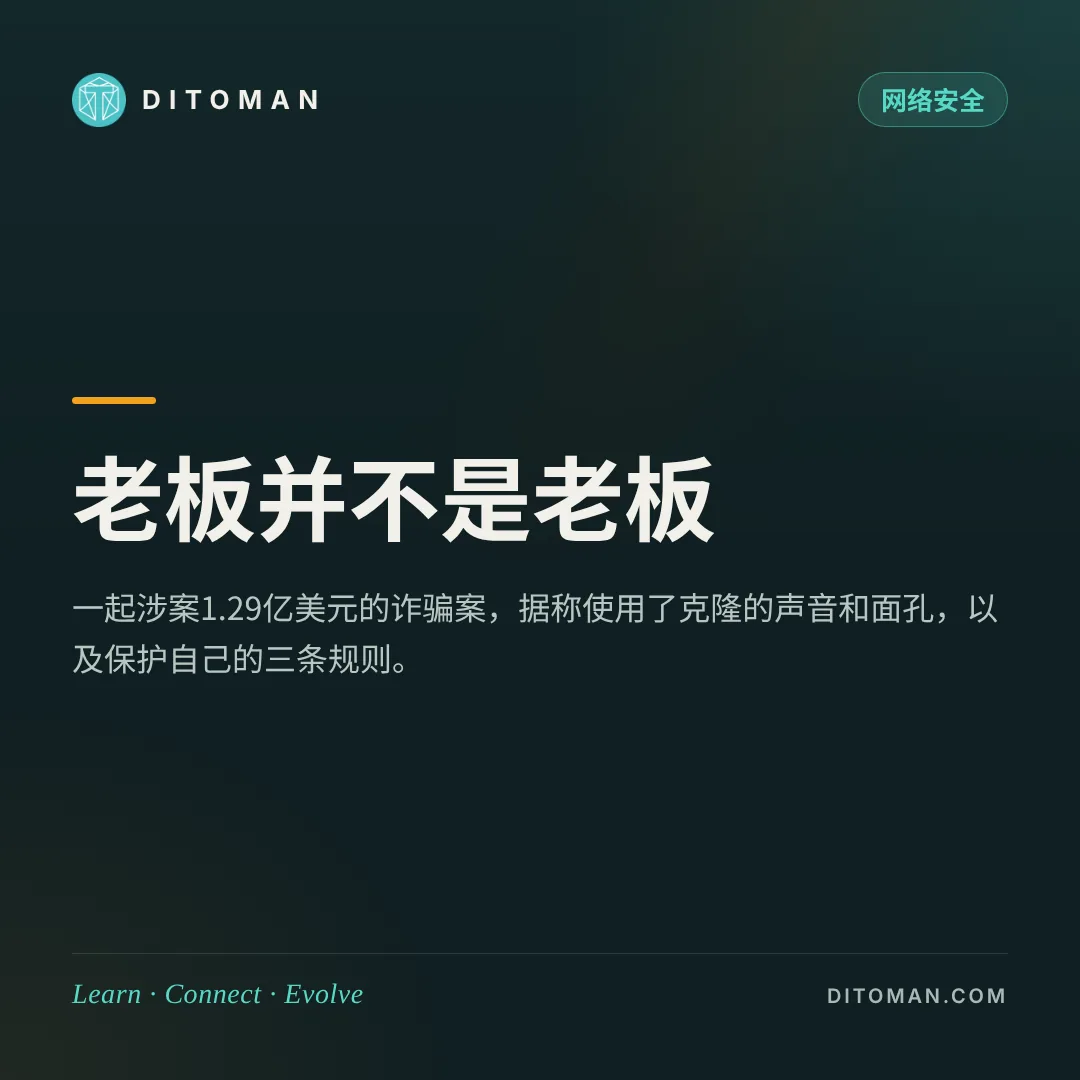 DITOMAN
网络安全
老板并不是老板
一起涉案1.29亿美元的诈骗案，据称使用了克隆的声音和面孔，以
及保护自己的三条规则。
Learn · Connect · Evolve
DITOMAN.COM